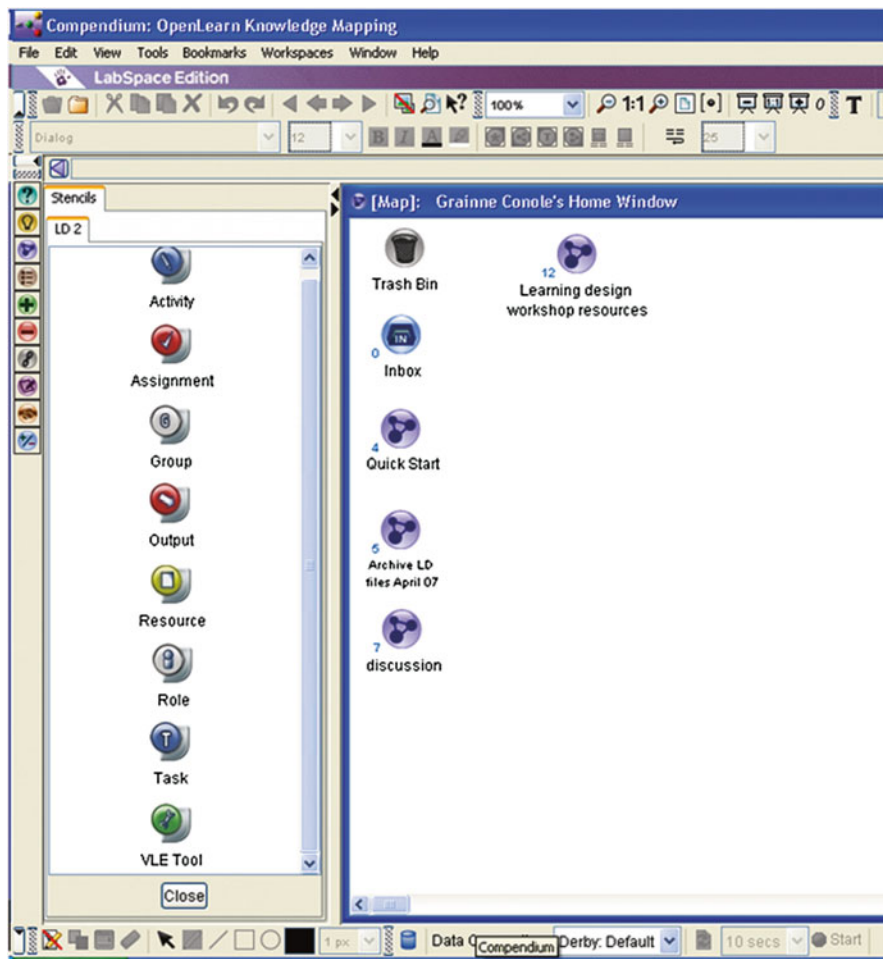 Compendium: OpenLearn Knowledge Mapping
File Edit View Tools Bookmarks Workspaces Window Help
LabSpace Edition
100% 1:1 0 T
Dialog 12 B I A 25
Stencils
LD 2
Activity
Assignment
Group
Output
Resource
Role
Task
VLE Tool
Close
[Map]: Grainne Conole's Home Window
Trash Bin
12
Learning design
workshop resources
IN
0
Inbox
4
Quick Start
5
Archive LD
files April 07
7
discussion
1 px Data Compendium Derby: Default 10 secs Start